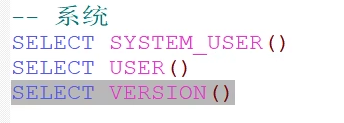 -- 系统
SELECT SYSTEM_USER()
SELECT USER()
SELECT VERSION()